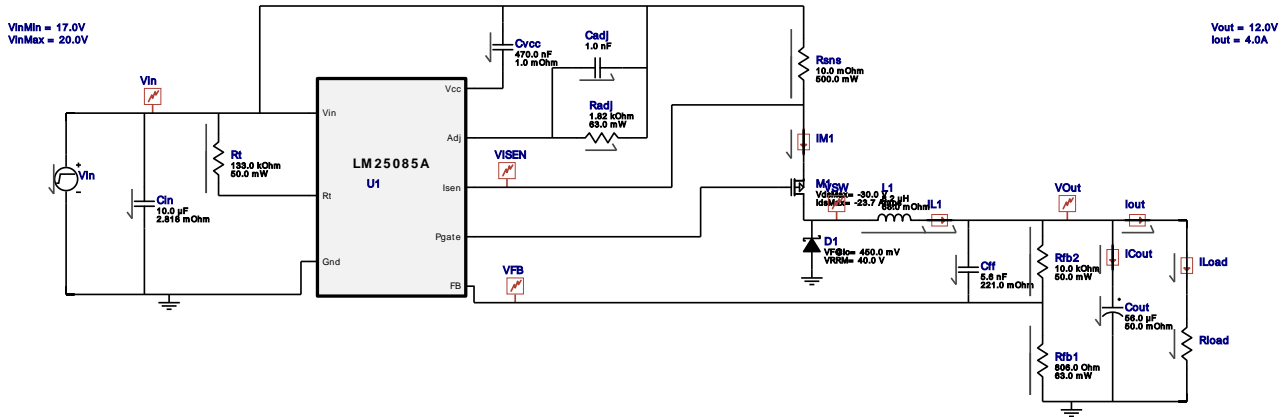 VinMin = 17.0V
VinMax = 20.0V
Vout = 12.0V
Iout = 4.0A
Cvcc
470.0 nF
1.0 mOhm
Cadj
1.0 nF
Rsns
10.0 mOhm
500.0 mW
Vin
Vcc
Vin
Radj
1.82 kOhm
63.0 mW
Adj
IM1
LM25085A
U1
Rt
133.0 kOhm
50.0 mW
VISEN
Vin
Cin
10.0 µF
2.816 mOhm
Rt
Isen
M1
VSW
L1
IL1
VOut
Iout
Pgate
D1
450.0 mV
VRRM= 40.0 V
Gnd
VFB
FB
Cff
5.6 nF
221.0 mOhm
Rfb2
10.0 kOhm
50.0 mW
ICout
ILoad
Cout
56.0 µF
50.0 mOhm
Rfb1
806.0 Ohm
63.0 mW
Rload